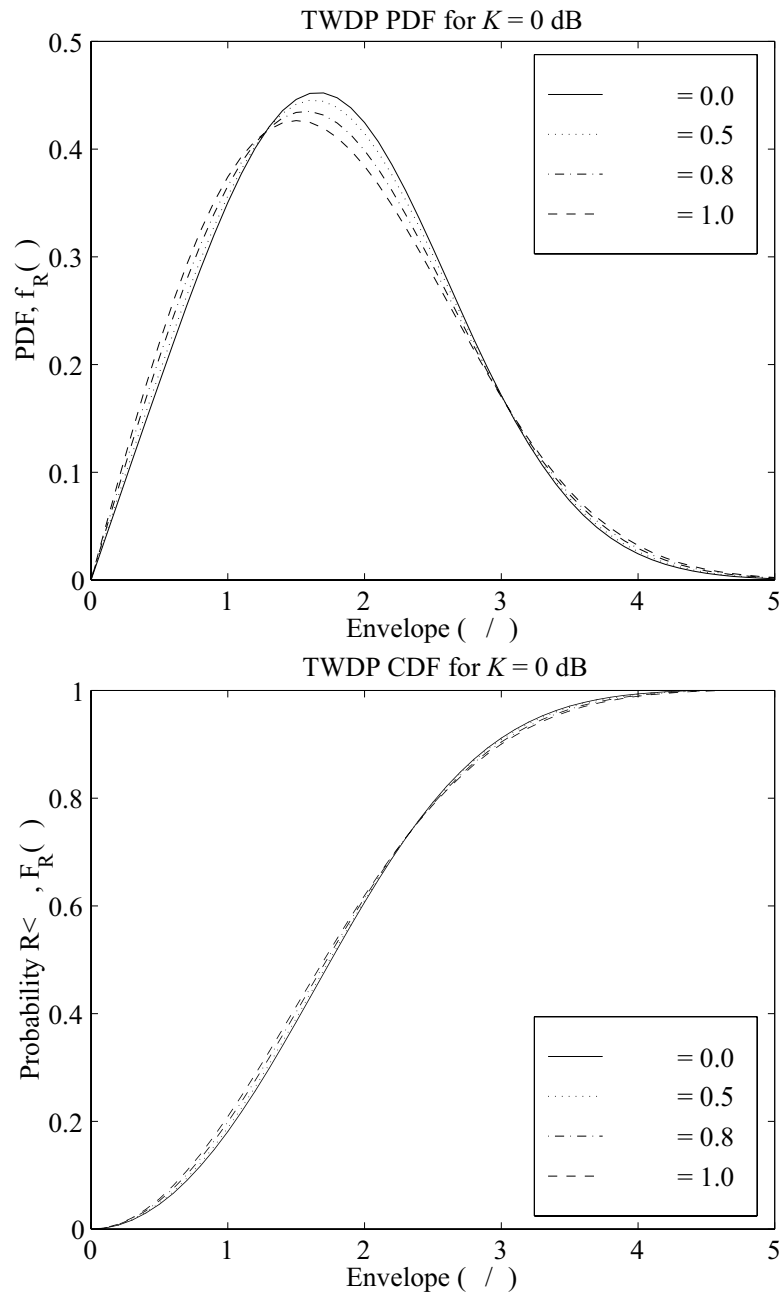 TWDP PDF for K = 0 dB
0.5
0.4
0.3
0.2
0.1
0
PDF, f_R( )
= 0.0
= 0.5
= 0.8
= 1.0
0 1 2 3 4 5
Envelope ( / )
TWDP CDF for K = 0 dB
1
0.8
0.6
0.4
0.2
0
Probability R< , F_R( )
= 0.0
= 0.5
= 0.8
= 1.0
0 1 2 3 4 5
Envelope ( / )